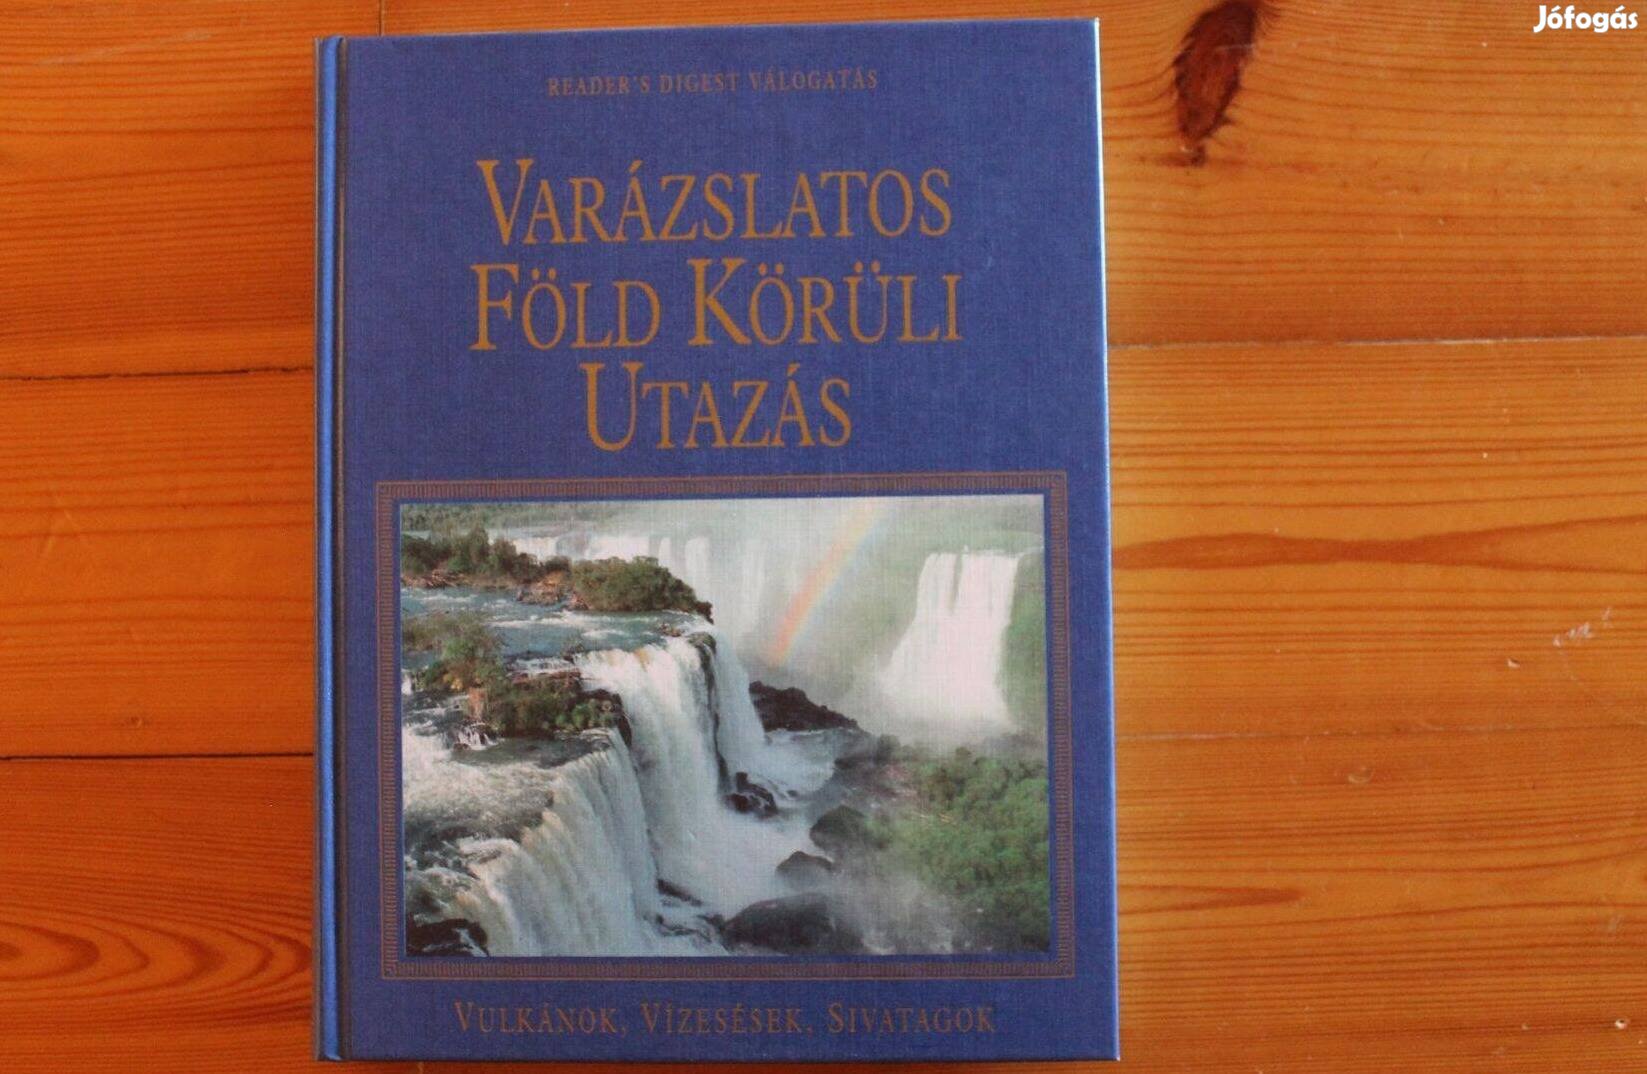 Jófogás
READER'S DIGEST VÁLOGATÁS
VARÁZSLATOS
FÖLD KÖRÜLI
UTAZÁS
VULKÁNOK, VÍZESÉSEK, SIVATAGOK